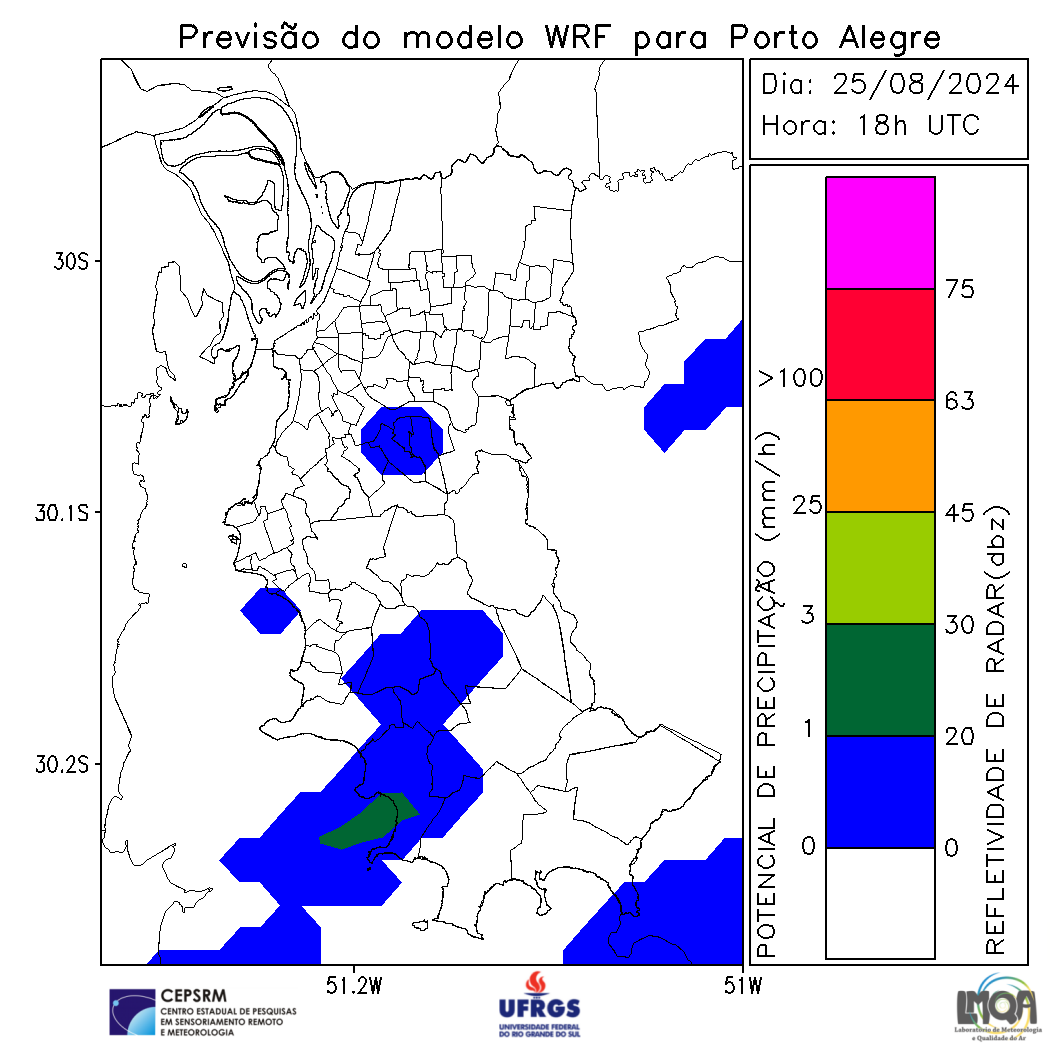 Previsão do modelo WRF para Porto Alegre
Dia: 25/08/2024
Hora: 18h UTC
30S
30.1S
30.2S
51.2W
51W
POTENCIAL DE PRECIPITAÇÃO (mm/h)
>100
25
3
1
0
75
63
45
30
20
0
REFLETIVIDADE DE RADAR(dbz)
CEPSRM
CENTRO ESTADUAL DE PESQUISAS
EM SENSORIAMENTO REMOTO
E METEOROLOGIA
UFRGS
UNIVERSIDADE FEDERAL
DO RIO GRANDE DO SUL
LMQA
Laboratório de Meteorologia
e Qualidade do Ar